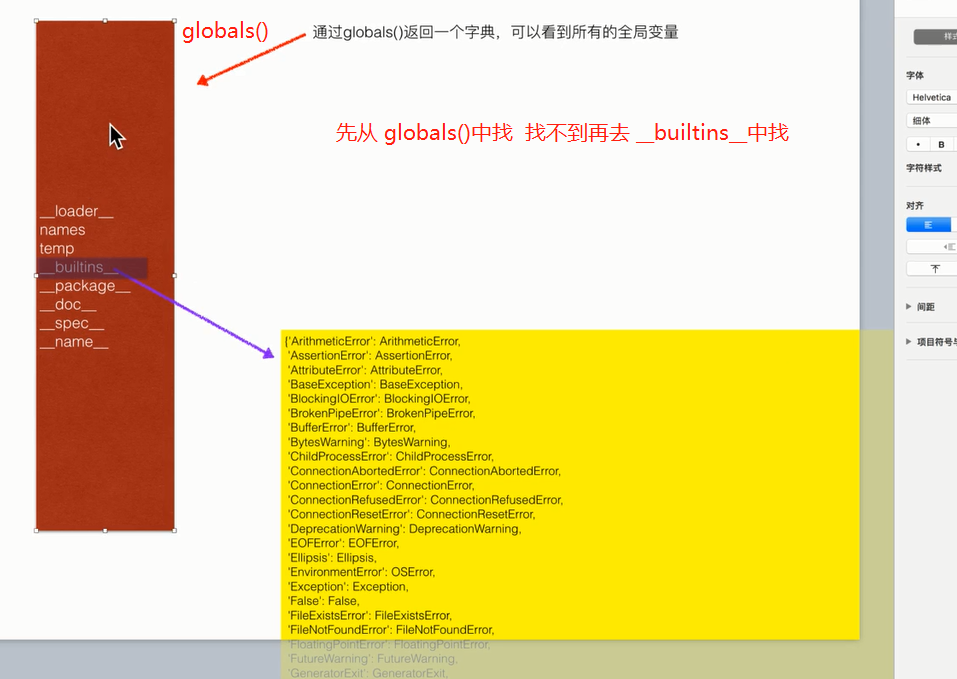 globals()
通过globals()返回一个字典，可以看到所有的全局变量
先从 globals()中找 找不到再去 __builtins__中找
__loader__
names
temp
__builtins__
__package__
__doc__
__spec__
__name__
{'ArithmeticError': ArithmeticError,
'AssertionError': AssertionError,
'AttributeError': AttributeError,
'BaseException': BaseException,
'BlockingIOError': BlockingIOError,
'BrokenPipeError': BrokenPipeError,
'BufferError': BufferError,
'BytesWarning': BytesWarning,
'ChildProcessError': ChildProcessError,
'ConnectionAbortedError': ConnectionAbortedError,
'ConnectionError': ConnectionError,
'ConnectionRefusedError': ConnectionRefusedError,
'ConnectionResetError': ConnectionResetError,
'DeprecationWarning': DeprecationWarning,
'EOFError': EOFError,
'Ellipsis': Ellipsis,
'EnvironmentError': OSError,
'Exception': Exception,
'False': False,
'FileExistsError': FileExistsError,
'FileNotFoundError': FileNotFoundError,
'FloatingPointError': FloatingPointError,
'FutureWarning': FutureWarning,
'GeneratorExit': GeneratorExit,
样式
字体
Helvetica
细体
B
字符样式
对齐
间距
项目符号与